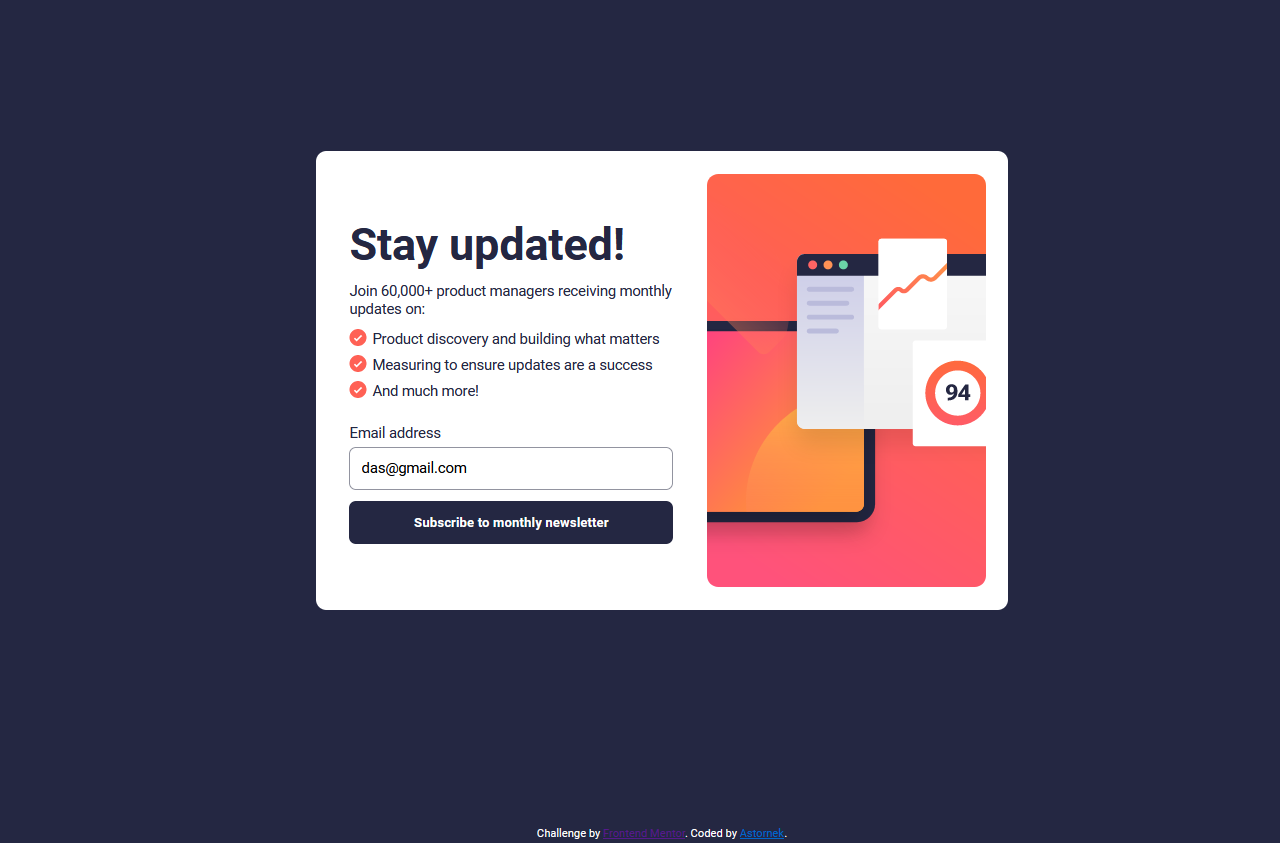 Stay updated!
Join 60,000+ product managers receiving monthly
updates on:
Product discovery and building what matters
Measuring to ensure updates are a success
And much more!
Email address
das@gmail.com
Subscribe to monthly newsletter
94
Challenge by Frontend Mentor. Coded by Astornek.